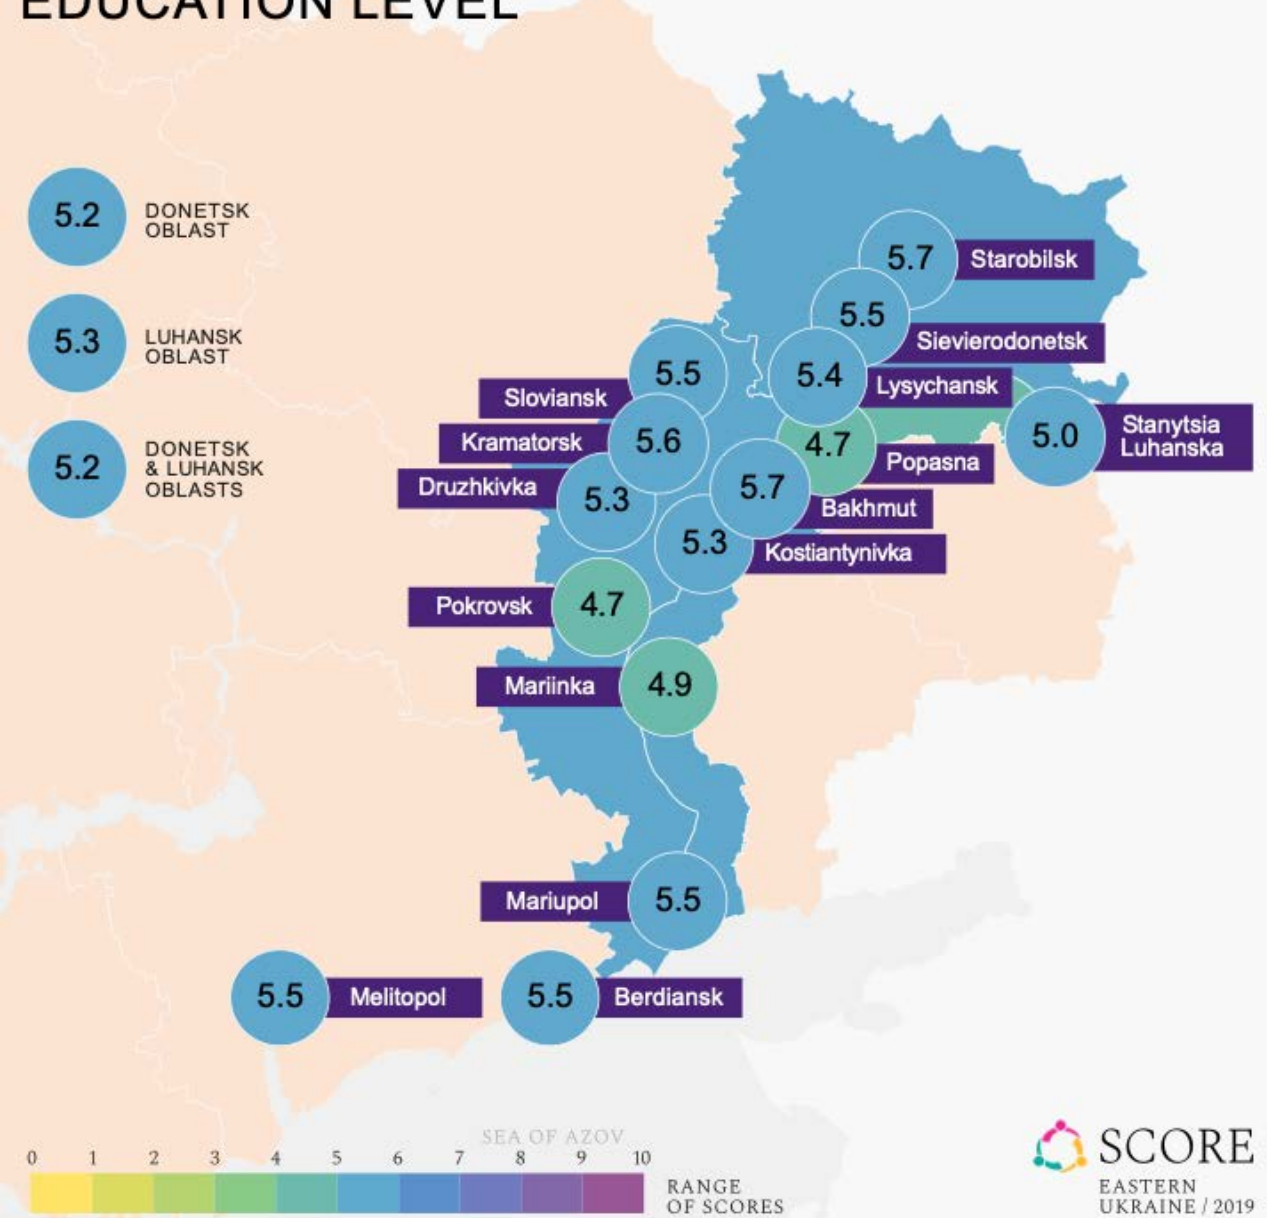 EDUCATION LEVEL
5.2
DONETSK
OBLAST
5.3
LUHANSK
OBLAST
5.2
DONETSK
& LUHANSK
OBLASTS
5.7
Starobilsk
5.5
Sievierodonetsk
5.5
Sloviansk
5.4
Lysychansk
5.0
Stanytsia
Luhanska
Kramatorsk
5.6
4.7
Popasna
Druzhkivka
5.3
5.7
Bakhmut
5.3
Kostiantynivka
Pokrovsk
4.7
Mariinka
4.9
Mariupol
5.5
5.5
Melitopol
5.5
Berdiansk
SEA OF AZOV
0 1 2 3 4 5 6 7 8 9 10
RANGE
OF SCORES
SCORE
EASTERN
UKRAINE / 2019